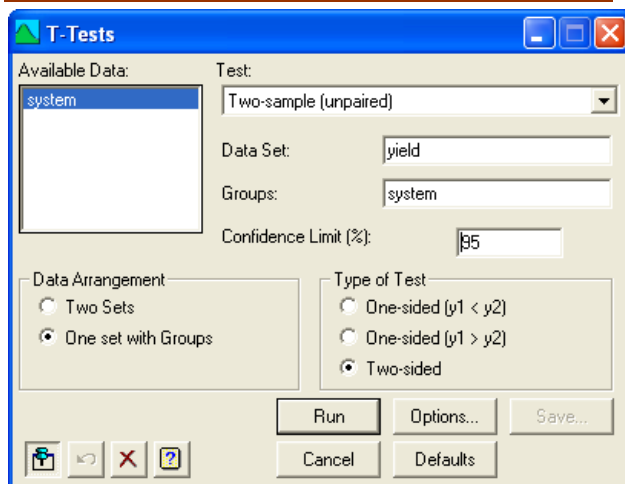 T-Tests
Available Data:
system
Test:
Two-sample (unpaired)
Data Set:
yield
Groups:
system
Confidence Limit (%):
95
Data Arrangement
Two Sets
One set with Groups
Type of Test
One-sided (y1 < y2)
One-sided (y1 > y2)
Two-sided
Run
Options...
Save...
Cancel
Defaults